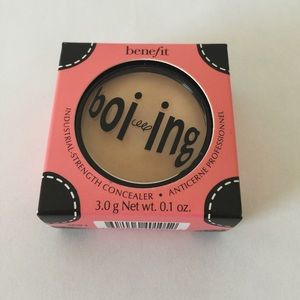 benefit
boi-ing
INDUSTRIAL-STRENGTH CONCEALER • ANTICERNE PROFESSIONNEL
3.0 g Net wt. 0.1 oz.